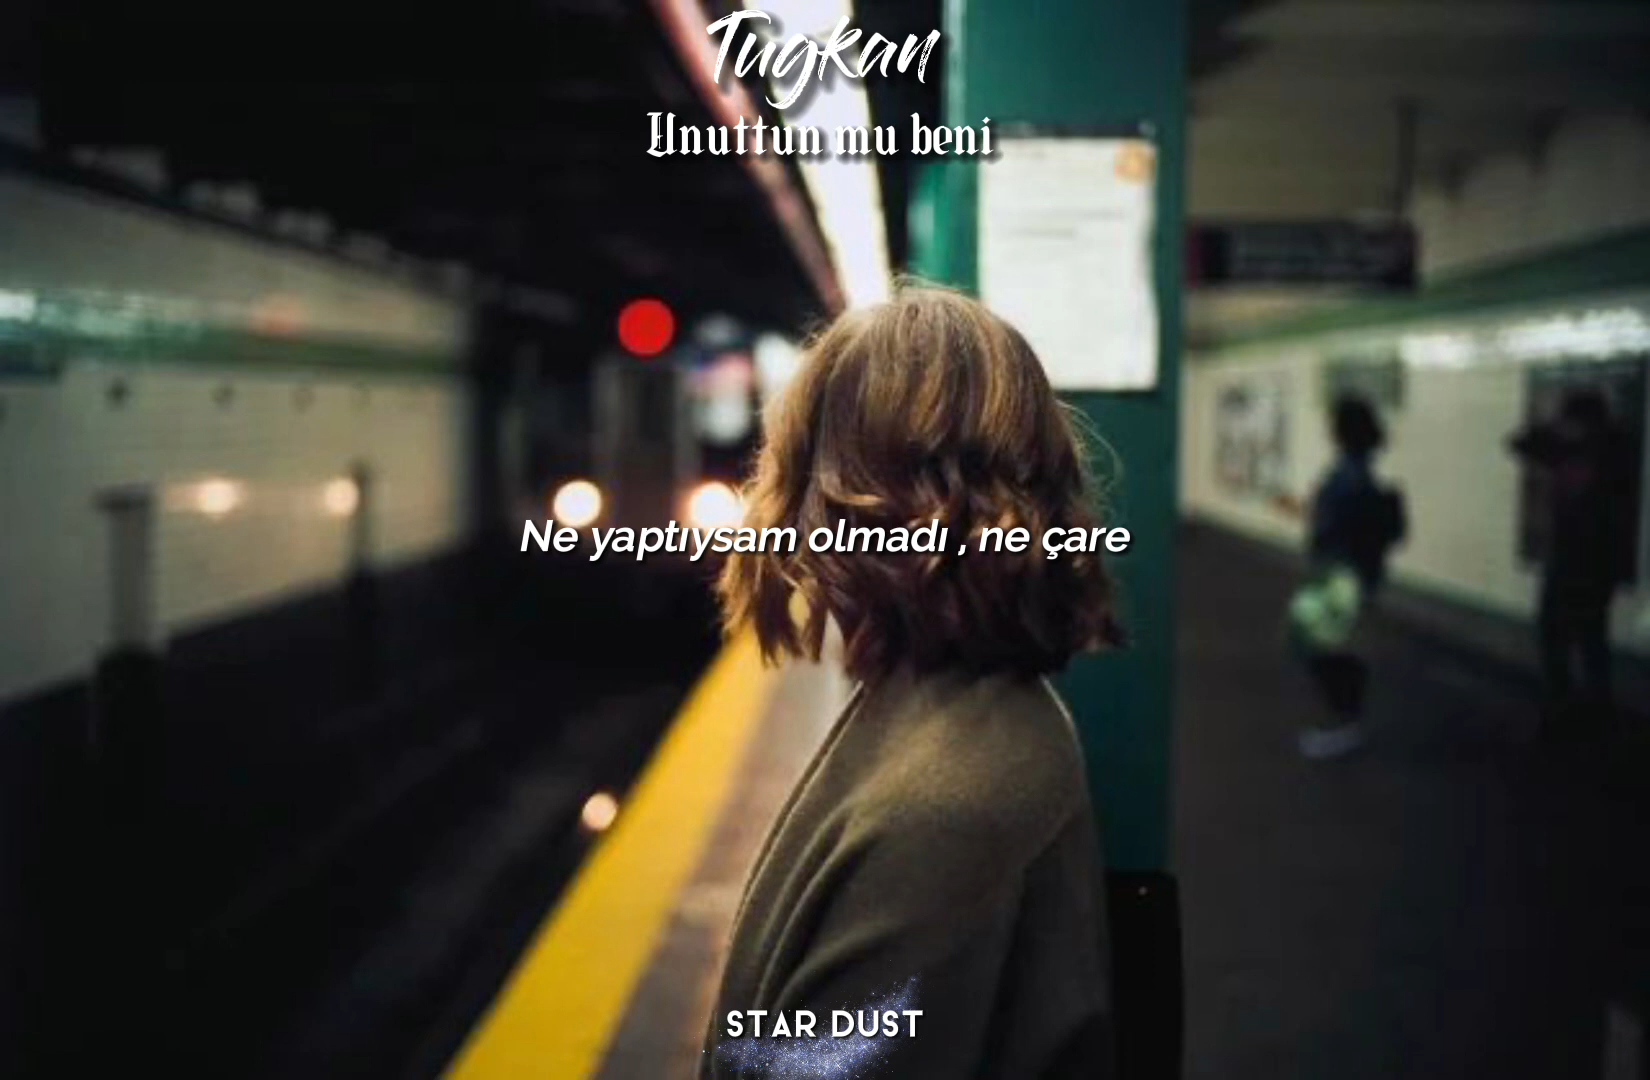 Tugkan
Unuttun mu beni
Ne yaptıysam olmadı , ne çare
STAR DUST